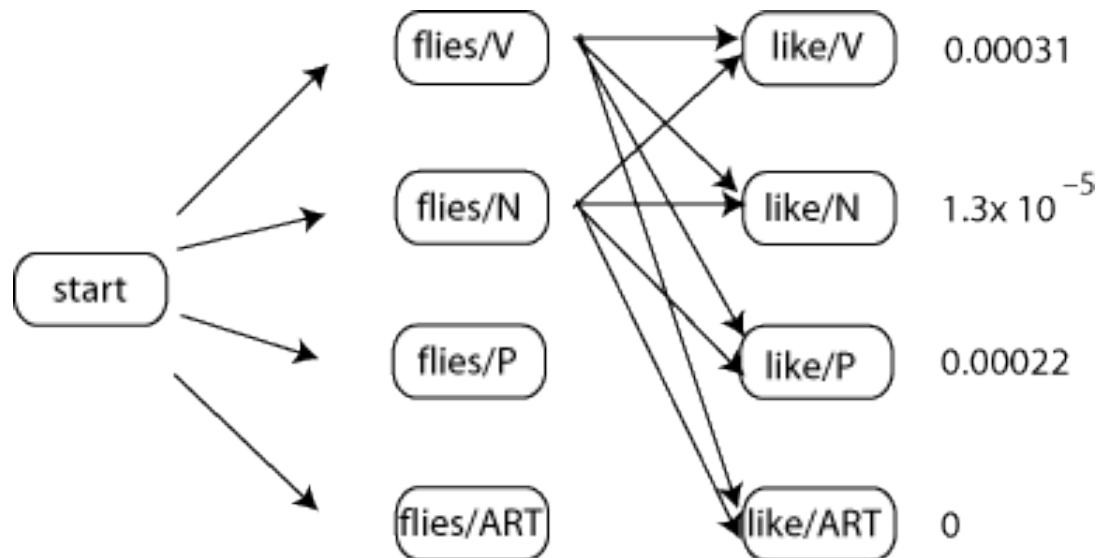 flies/V like/V 0.00031
flies/N like/N 1.3x 10⁻⁵
start
flies/P like/P 0.00022
flies/ART like/ART 0